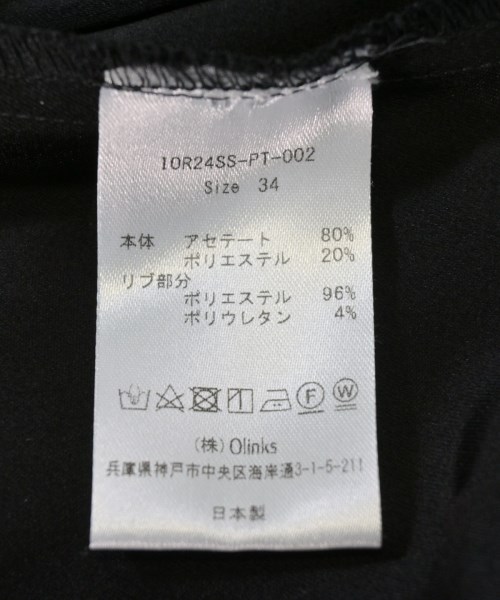 10R24SS-PT-002
Size 34
本体 アセテート 80%
ポリエステル 20%
リブ部分
ポリエステル 96%
ポリウレタン 4%
F W
(株) Olinks
兵庫県神戸市中央区海岸通3-1-5-211
日本製